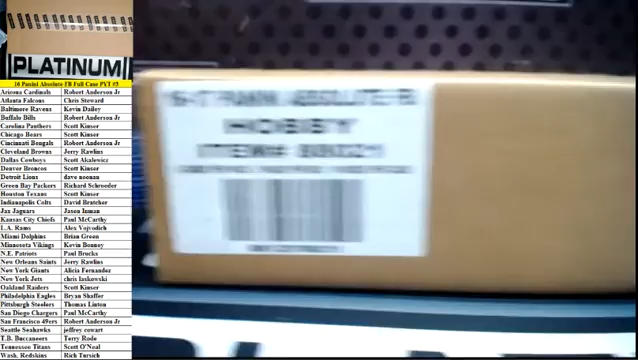 PLATINUM
16 Panini Absolute FB Full Case PYT #3
Arizona Cardinals Robert Anderson Jr
Atlanta Falcons Chris Steward
Baltimore Ravens Kevin Dailey
Buffalo Bills Robert Anderson Jr
Carolina Panthers Scott Kinser
Chicago Bears Scott Kinser
Cincinnati Bengals Robert Anderson Jr
Cleveland Browns Jerry Rawlins
Dallas Cowboys Scott Akalewicz
Denver Broncos Scott Kinser
Detroit Lions dave noonan
Green Bay Packers Richard Schroeder
Houston Texans Scott Kinser
Indianapolis Colts David Bratcher
Jax Jaguars Jason Inman
Kansas City Chiefs Paul McCarthy
L.A. Rams Alex Vojvodich
Miami Dolphins Brian Green
Minnesota Vikings Kevin Bonney
N.E. Patriots Paul Brucks
New Orleans Saints Jerry Rawlins
New York Giants Alicia Fernandez
New York Jets chris laskowski
Oakland Raiders Scott Kinser
Philadelphia Eagles Bryan Shaffer
Pittsburgh Steelers Thomas Linton
San Diego Chargers Paul McCarthy
San Francisco 49ers Robert Anderson Jr
Seattle Seahawks jeffrey cowart
T.B. Buccaneers Terry Rode
Tennessee Titans Scott O'Neal
Wash. Redskins Rich Tursich
ABSOLUTE FB
HOBBY
ITEM#